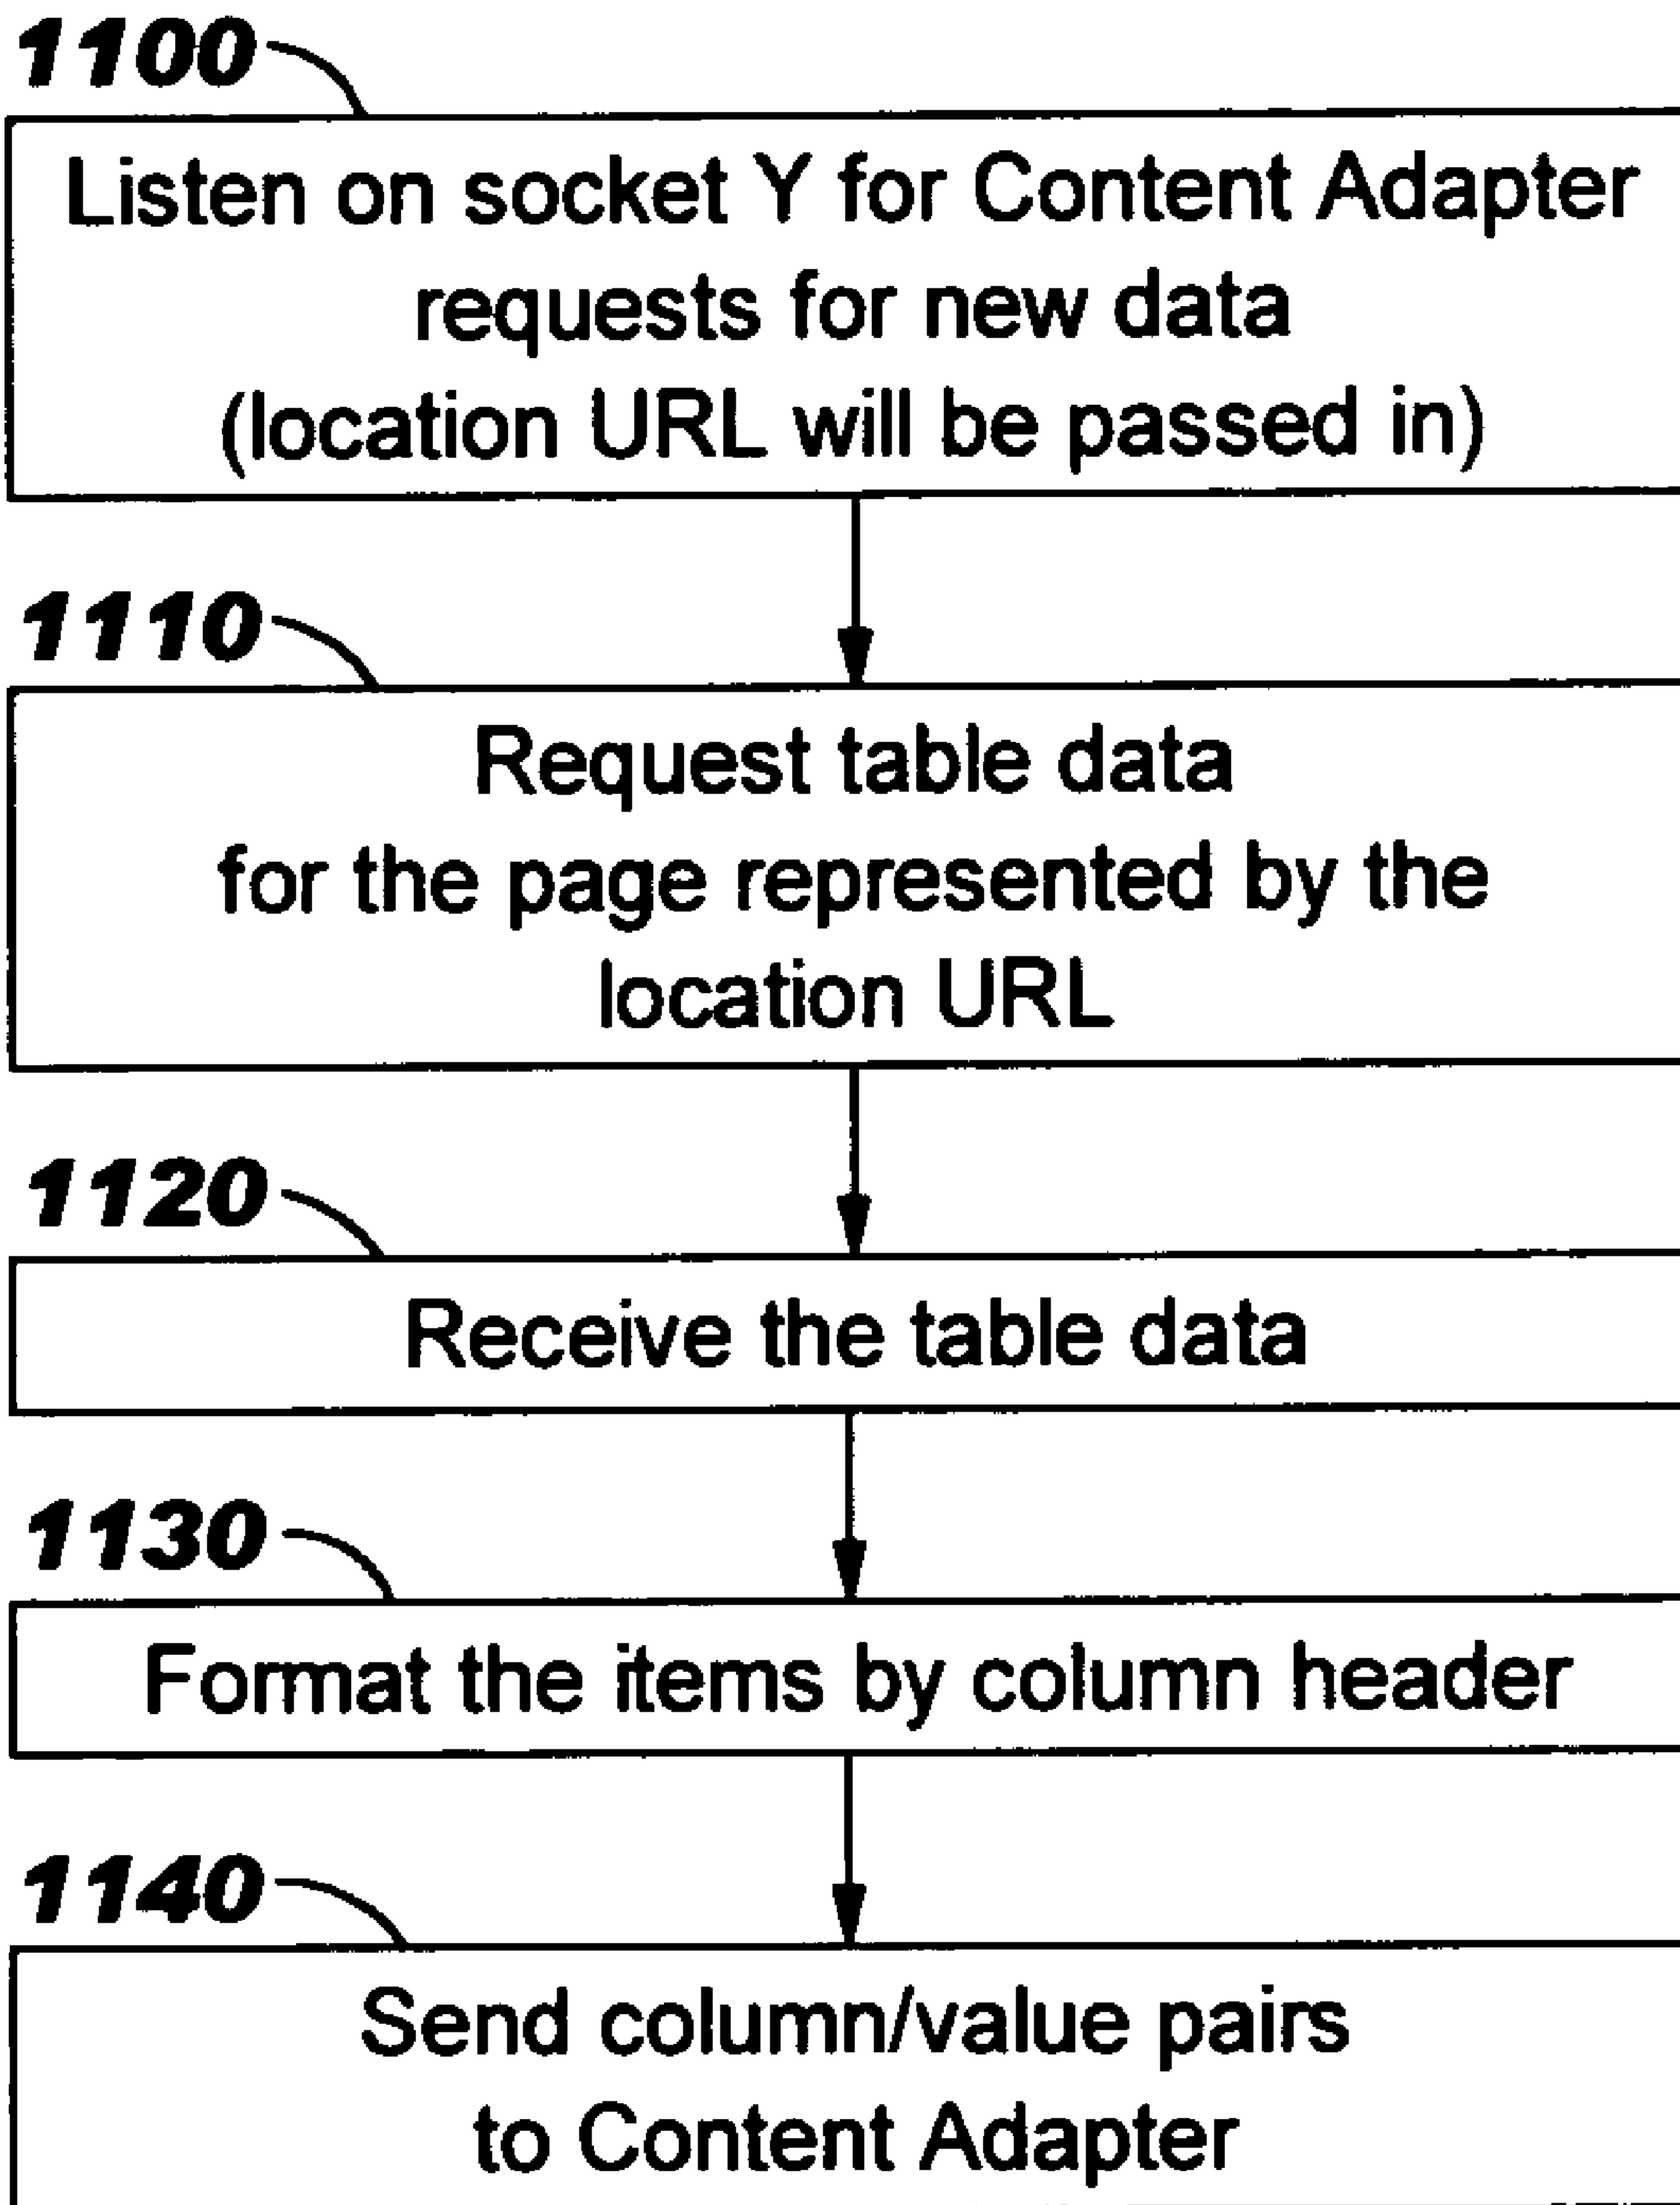 1100
Listen on socket Y for Content Adapter
requests for new data
(location URL will be passed in)
1110
Request table data
for the page represented by the
location URL
1120
Receive the table data
1130
Format the items by column header
1140
Send column/value pairs
to Content Adapter